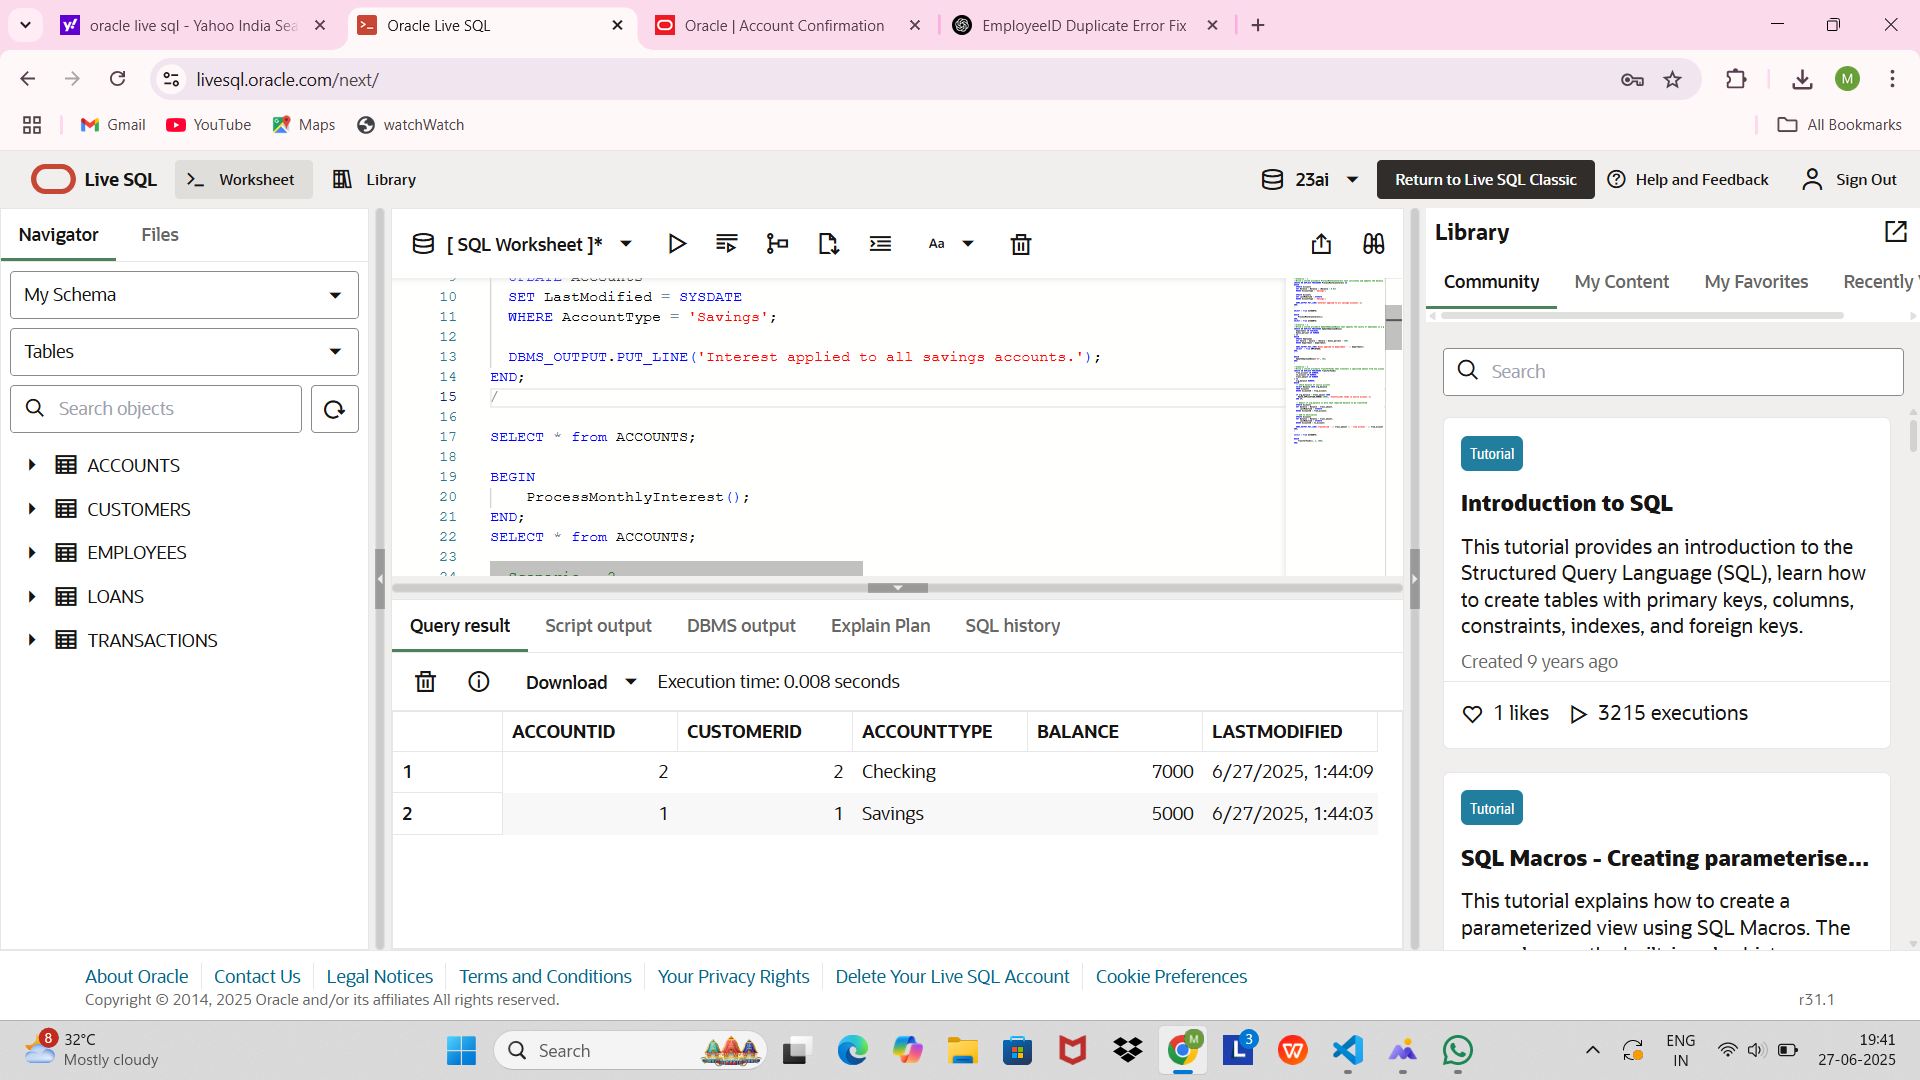 oracle live sql - Yahoo India Sea
Oracle Live SQL
Oracle | Account Confirmation
EmployeeID Duplicate Error Fix
livesql.oracle.com/next/
M
Gmail
YouTube
Maps
watchWatch
All Bookmarks
Live SQL
Worksheet
Library
23ai
Return to Live SQL Classic
Help and Feedback
Sign Out
Navigator
Files
My Schema
Tables
Search objects
ACCOUNTS
CUSTOMERS
EMPLOYEES
LOANS
TRANSACTIONS
[ SQL Worksheet ]*
Aa
9 UPDATE Accounts
10 SET LastModified = SYSDATE
11 WHERE AccountType = 'Savings';
12
13 DBMS_OUTPUT.PUT_LINE('Interest applied to all savings accounts.');
14 END;
15 /
16
17 SELECT * from ACCOUNTS;
18
19 BEGIN
20 ProcessMonthlyInterest();
21 END;
22 SELECT * from ACCOUNTS;
23
24
Query result
Script output
DBMS output
Explain Plan
SQL history
Download
Execution time: 0.008 seconds
ACCOUNTID CUSTOMERID ACCOUNTTYPE BALANCE LASTMODIFIED
1 2 2 Checking 7000 6/27/2025, 1:44:09
2 1 1 Savings 5000 6/27/2025, 1:44:03
Library
Community
My Content
My Favorites
Recently
Search
Tutorial
Introduction to SQL
This tutorial provides an introduction to the
Structured Query Language (SQL), learn how
to create tables with primary keys, columns,
constraints, indexes, and foreign keys.
Created 9 years ago
1 likes
3215 executions
Tutorial
SQL Macros - Creating parameterise...
This tutorial explains how to create a
parameterized view using SQL Macros. The
About Oracle
Contact Us
Legal Notices
Terms and Conditions
Your Privacy Rights
Delete Your Live SQL Account
Cookie Preferences
Copyright © 2014, 2025 Oracle and/or its affiliates All rights reserved.
r31.1
8
32°C
Mostly cloudy
Search
M
L
3
W
ENG
IN
19:41
27-06-2025